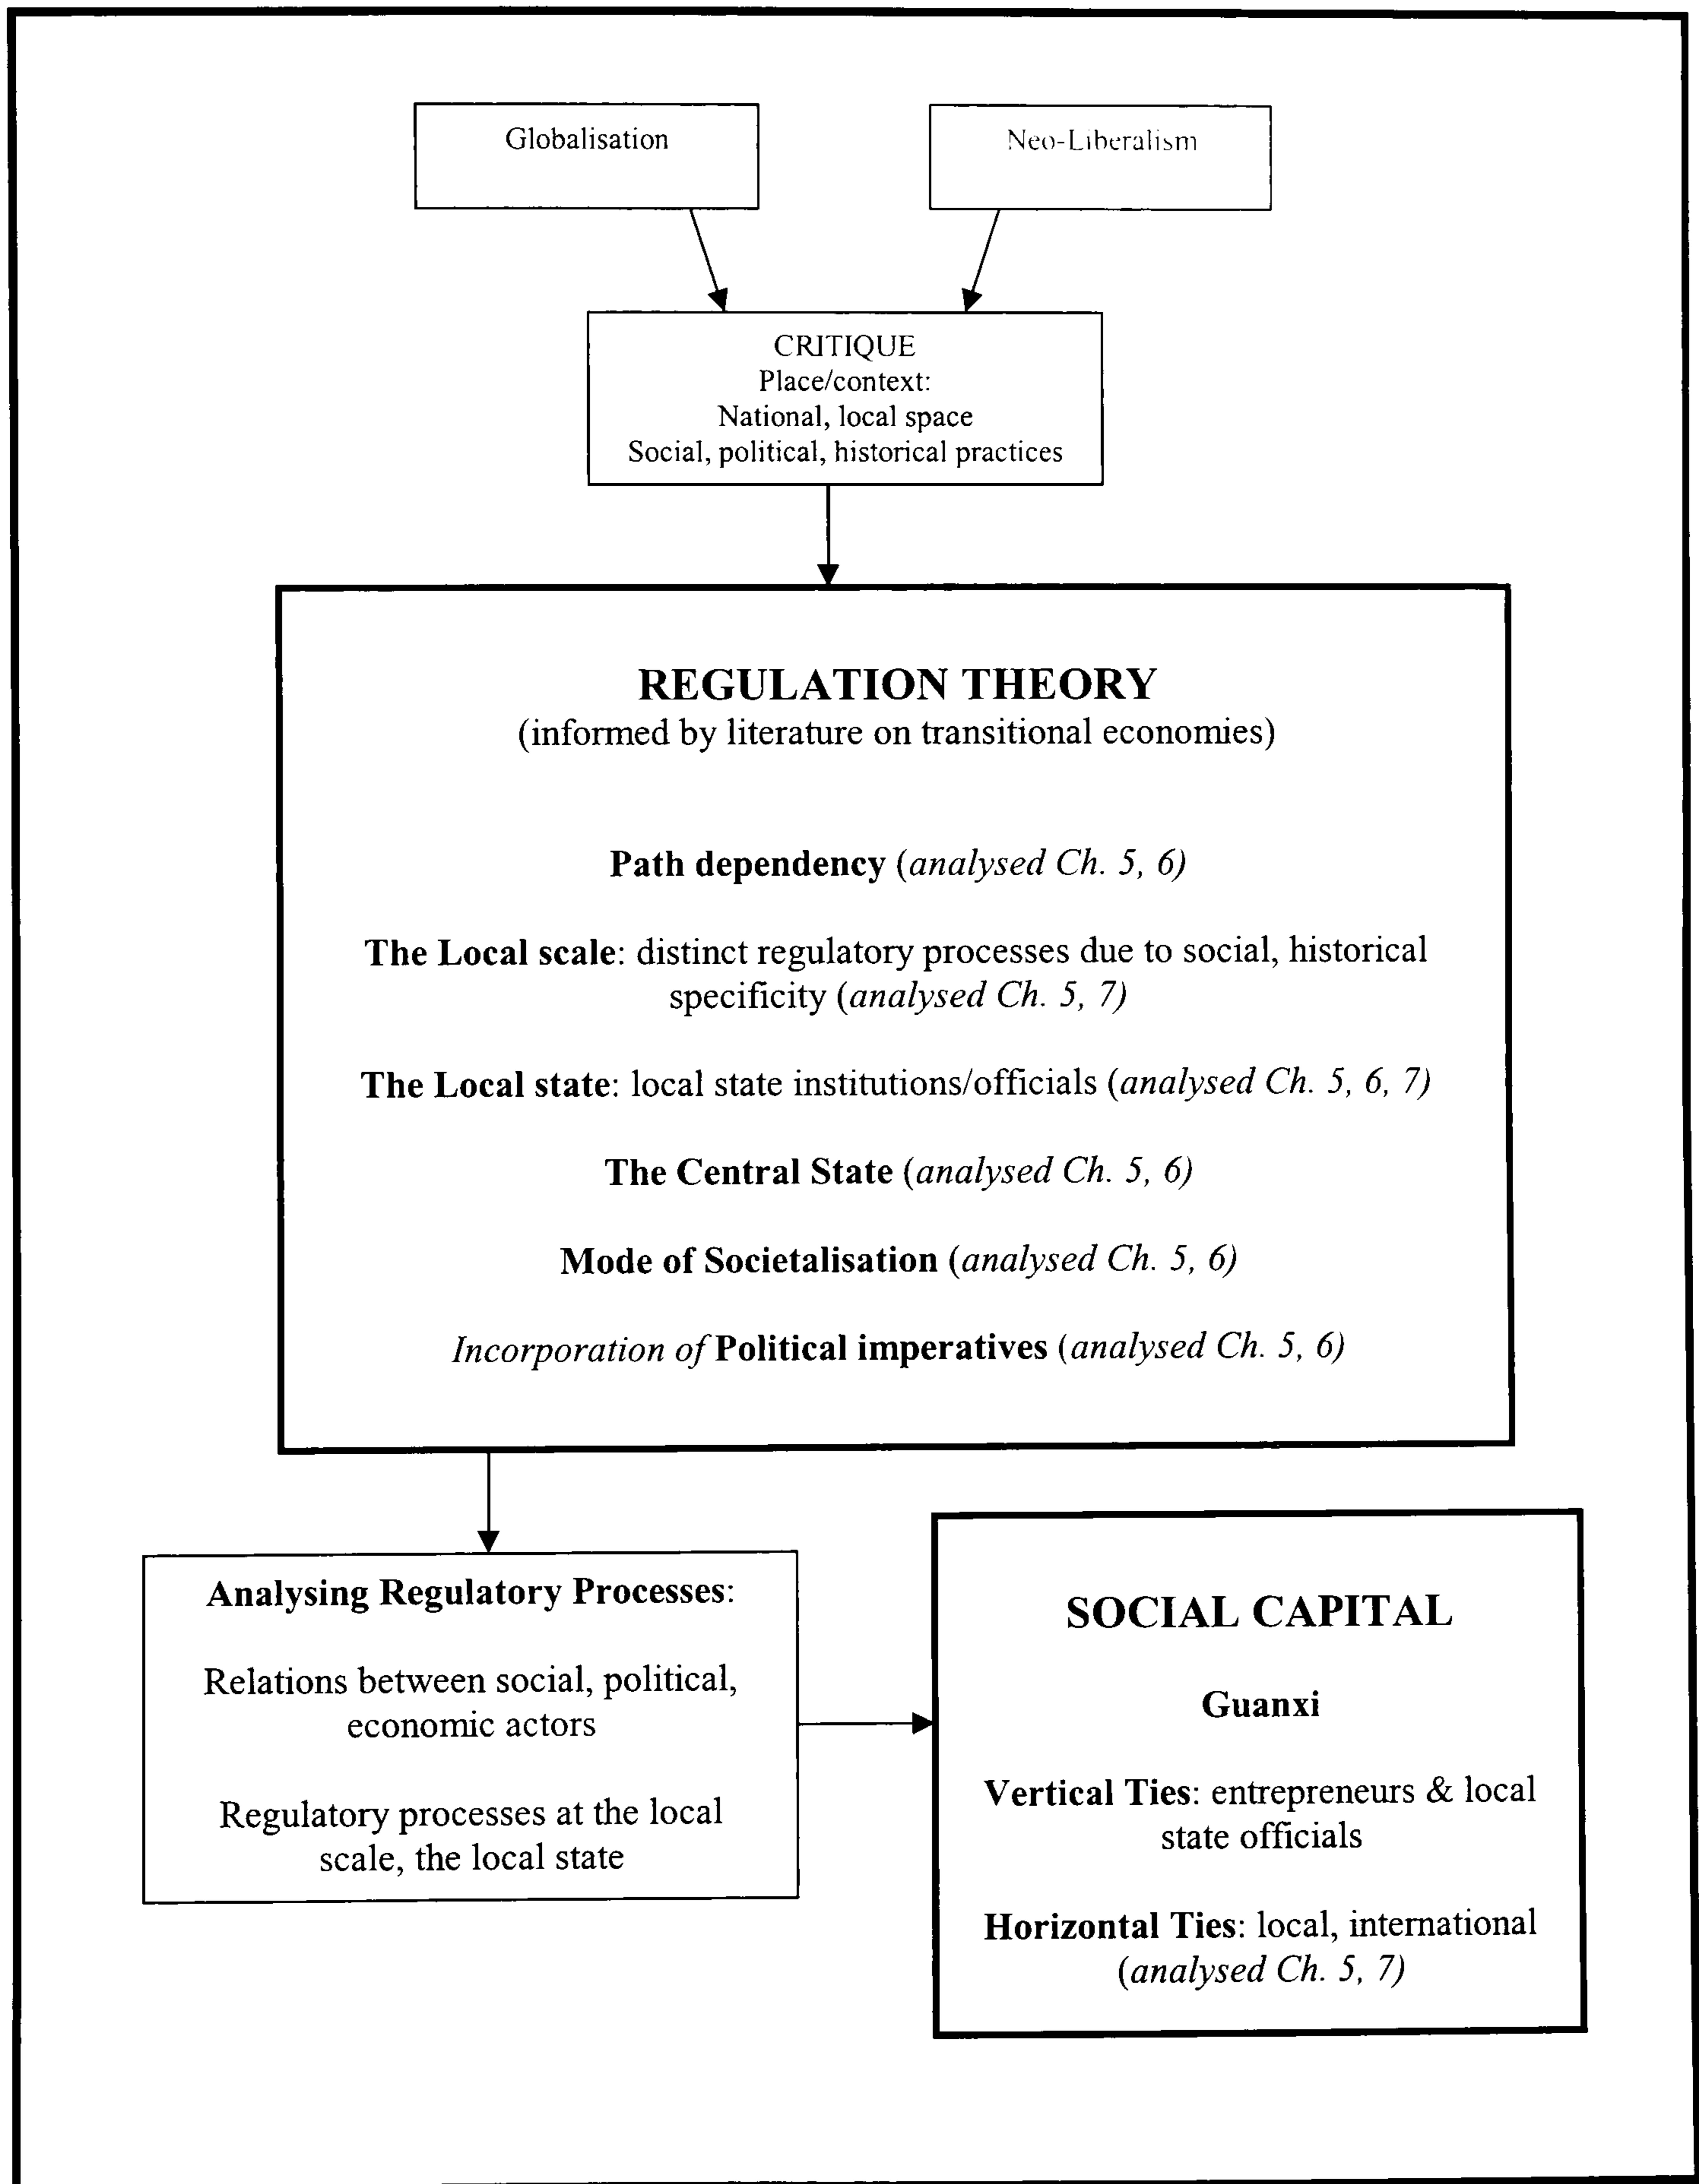 Globalisation
Neo-Liberalism
CRITIQUE
Place/context:
National, local space
Social, political, historical practices
REGULATION THEORY
(informed by literature on transitional economies)
Path dependency (analysed Ch. 5, 6)
The Local scale: distinct regulatory processes due to social, historical
specificity (analysed Ch. 5, 7)
The Local state: local state institutions/officials (analysed Ch. 5, 6, 7)
The Central State (analysed Ch. 5, 6)
Mode of Societalisation (analysed Ch. 5, 6)
Incorporation of Political imperatives (analysed Ch. 5, 6)
Analysing Regulatory Processes:
Relations between social, political,
economic actors
Regulatory processes at the local
scale, the local state
SOCIAL CAPITAL
Guanxi
Vertical Ties: entrepreneurs & local
state officials
Horizontal Ties: local, international
(analysed Ch. 5, 7)